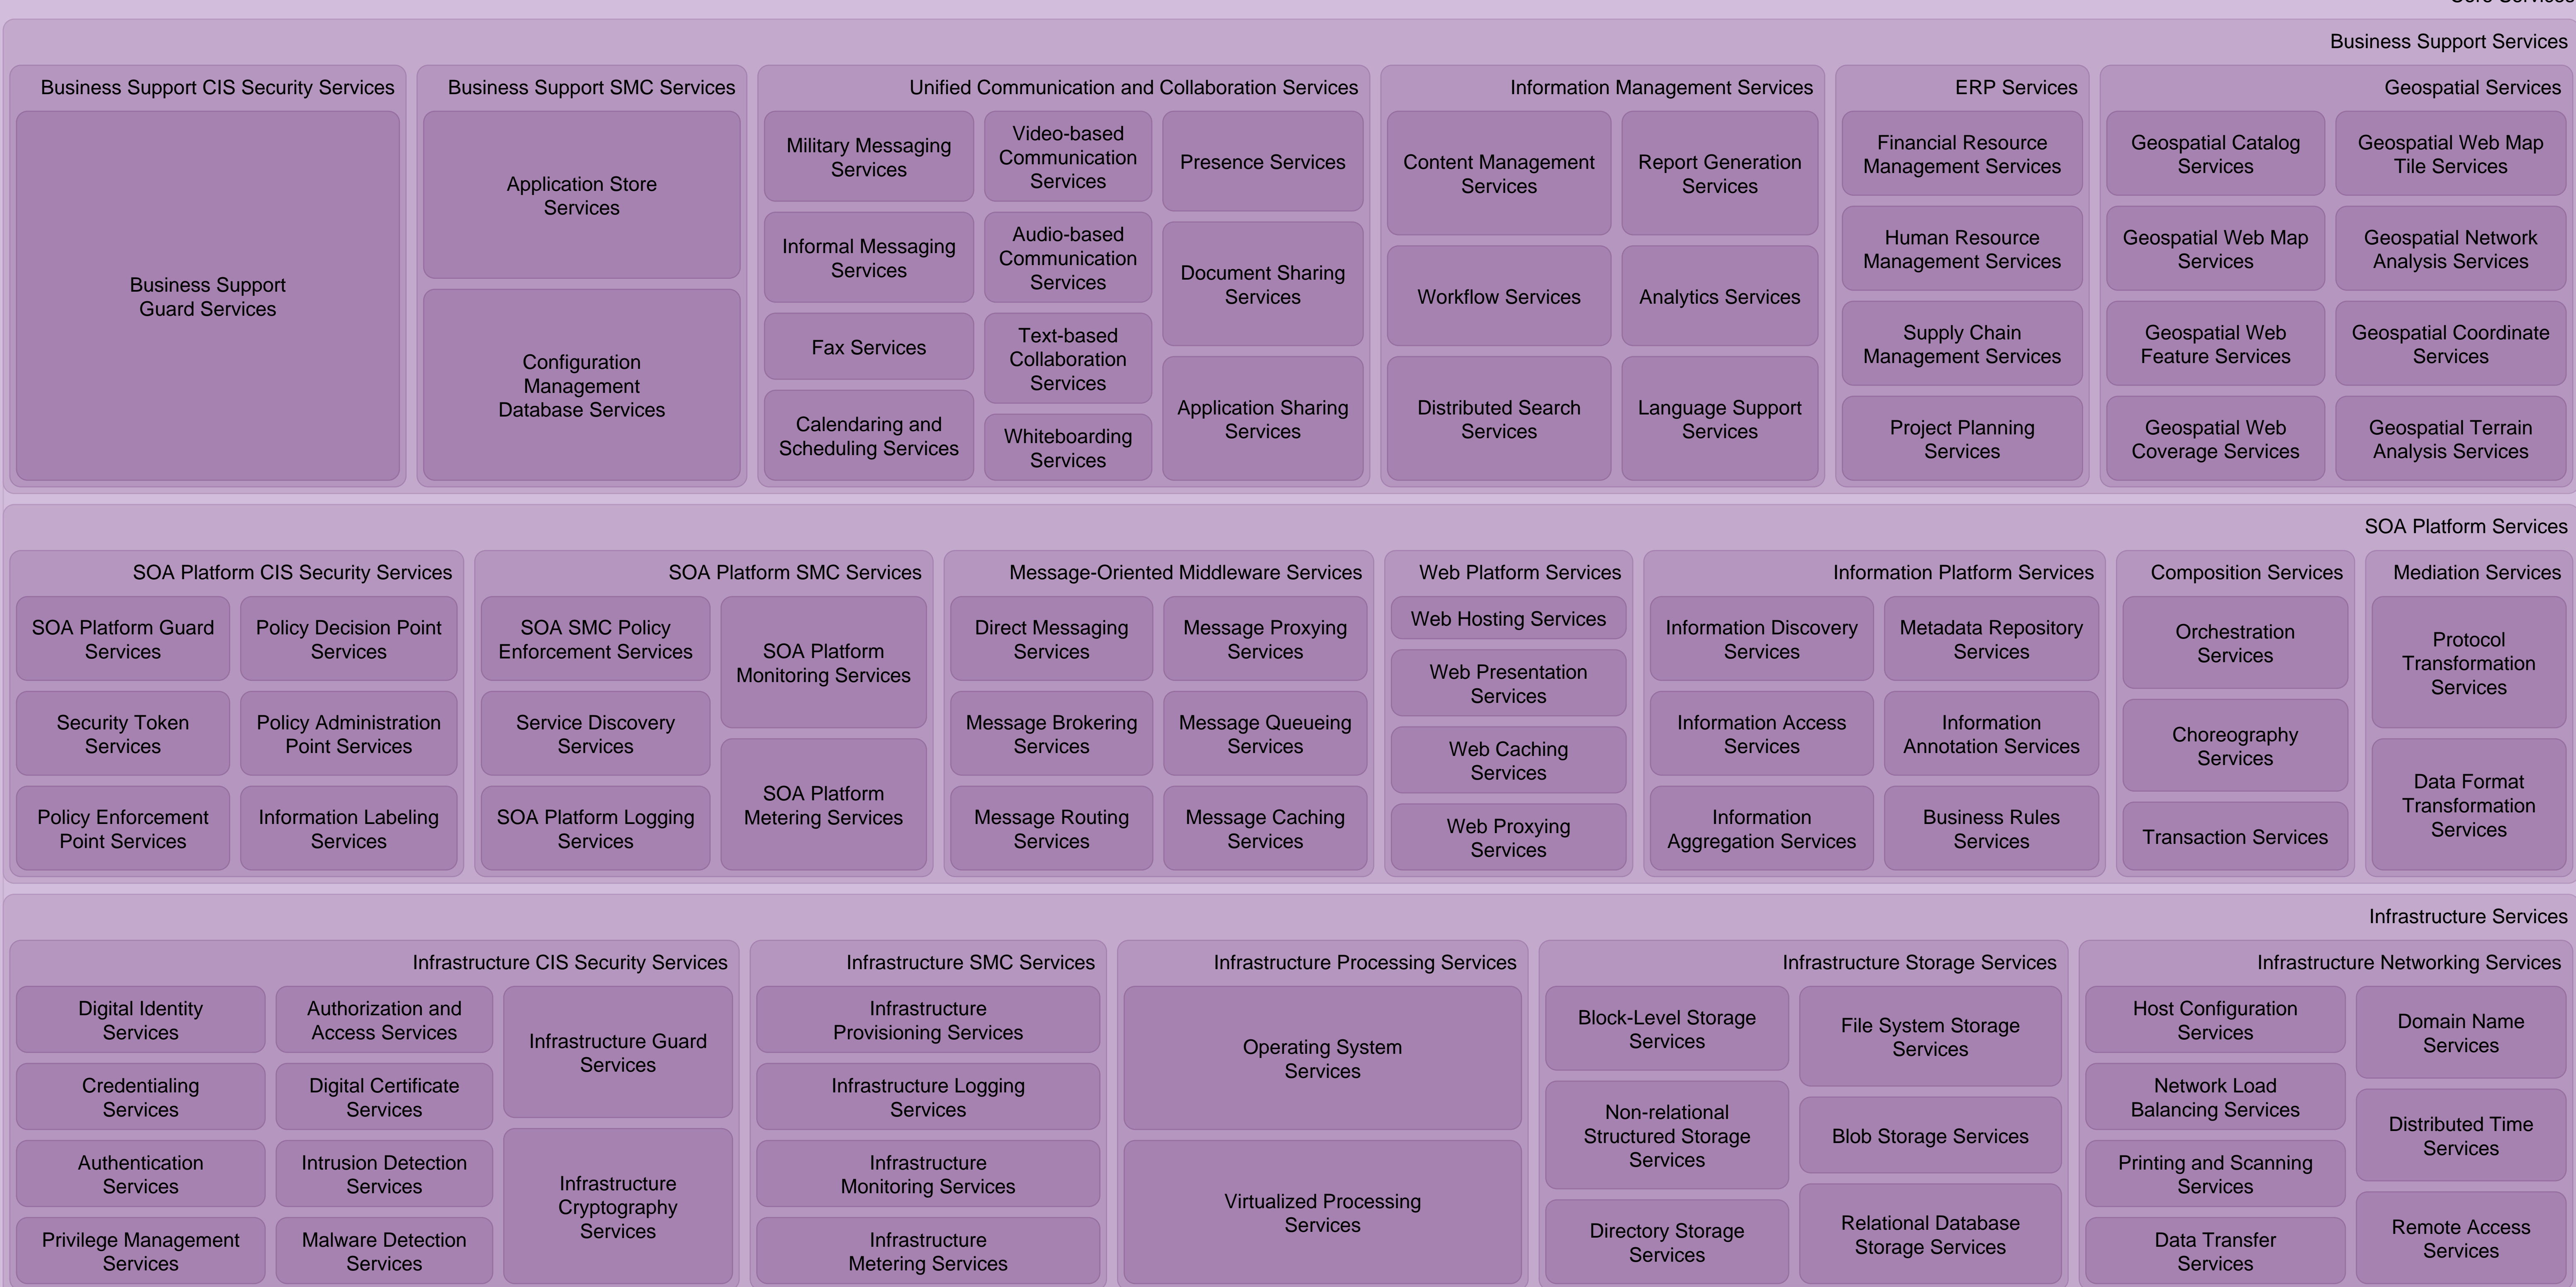 Core Services
Business Support Services
Business Support CIS Security Services
Business Support
Guard Services
Business Support SMC Services
Application Store
Services
Configuration
Management
Database Services
Unified Communication and Collaboration Services
Military Messaging
Services
Informal Messaging
Services
Fax Services
Calendaring and
Scheduling Services
Video-based
Communication
Services
Audio-based
Communication
Services
Text-based
Collaboration
Services
Whiteboarding
Services
Presence Services
Document Sharing
Services
Application Sharing
Services
Information Management Services
Content Management
Services
Workflow Services
Distributed Search
Services
Report Generation
Services
Analytics Services
Language Support
Services
ERP Services
Financial Resource
Management Services
Human Resource
Management Services
Supply Chain
Management Services
Project Planning
Services
Geospatial Services
Geospatial Catalog
Services
Geospatial Web Map
Services
Geospatial Web
Feature Services
Geospatial Web
Coverage Services
Geospatial Web Map
Tile Services
Geospatial Network
Analysis Services
Geospatial Coordinate
Services
Geospatial Terrain
Analysis Services
SOA Platform Services
SOA Platform CIS Security Services
SOA Platform Guard
Services
Security Token
Services
Policy Enforcement
Point Services
Policy Decision Point
Services
Policy Administration
Point Services
Information Labeling
Services
SOA Platform SMC Services
SOA SMC Policy
Enforcement Services
Service Discovery
Services
SOA Platform Logging
Services
SOA Platform
Monitoring Services
SOA Platform
Metering Services
Message-Oriented Middleware Services
Direct Messaging
Services
Message Brokering
Services
Message Routing
Services
Message Proxying
Services
Message Queueing
Services
Message Caching
Services
Web Platform Services
Web Hosting Services
Web Presentation
Services
Web Caching
Services
Web Proxying
Services
Information Platform Services
Information Discovery
Services
Information Access
Services
Information
Aggregation Services
Metadata Repository
Services
Information
Annotation Services
Business Rules
Services
Composition Services
Orchestration
Services
Choreography
Services
Transaction Services
Mediation Services
Protocol
Transformation
Services
Data Format
Transformation
Services
Infrastructure Services
Infrastructure CIS Security Services
Digital Identity
Services
Credentialing
Services
Authentication
Services
Privilege Management
Services
Authorization and
Access Services
Digital Certificate
Services
Intrusion Detection
Services
Malware Detection
Services
Infrastructure Guard
Services
Infrastructure
Cryptography
Services
Infrastructure SMC Services
Infrastructure
Provisioning Services
Infrastructure Logging
Services
Infrastructure
Monitoring Services
Infrastructure
Metering Services
Infrastructure Processing Services
Operating System
Services
Virtualized Processing
Services
Infrastructure Storage Services
Block-Level Storage
Services
Non-relational
Structured Storage
Services
Directory Storage
Services
File System Storage
Services
Blob Storage Services
Relational Database
Storage Services
Infrastructure Networking Services
Host Configuration
Services
Network Load
Balancing Services
Printing and Scanning
Services
Data Transfer
Services
Domain Name
Services
Distributed Time
Services
Remote Access
Services